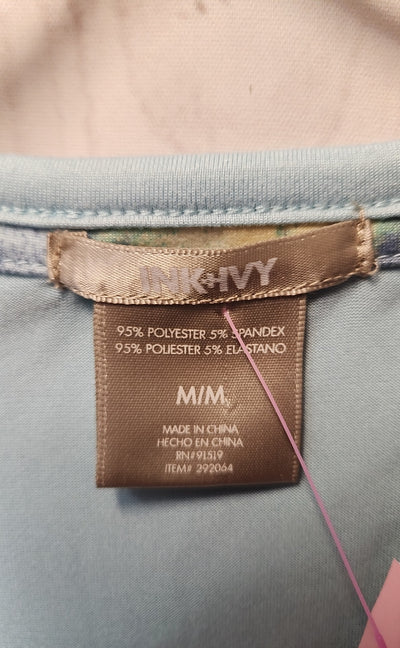 INK+IVY
95% POLYESTER 5% SPANDEX
95% POLIESTER 5% ELASTANO
M/M
MADE IN CHINA
HECHO EN CHINA
RN#91519
ITEM# 292064